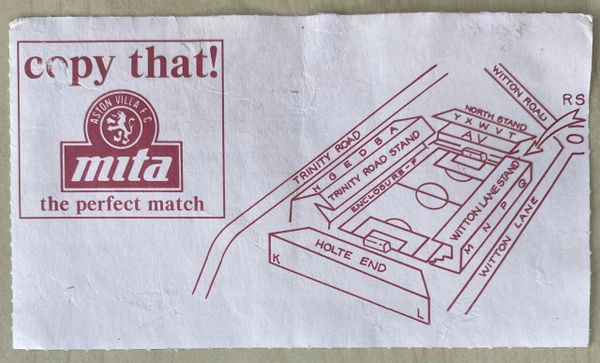 copy that!
ASTON VILLA F.C
mita
the perfect match
WITTON ROAD
RS
NORTH STAND
Y X W V T
AV
O
TRINITY ROAD
H G E D B A
TRINITY ROAD STAND
ENCLOSURE-F
WITTON LANE STAND
M N P Q
WITTON LANE
HOLTE END
K
L